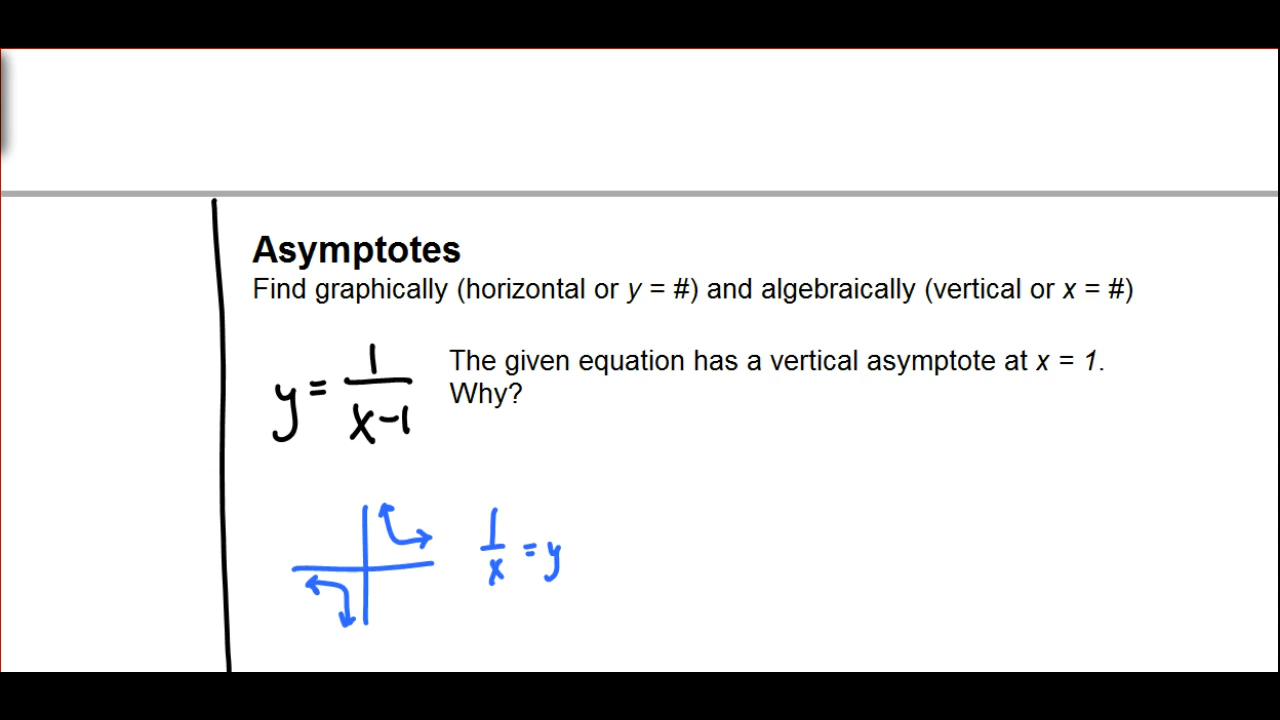 Asymptotes
Find graphically (horizontal or y = #) and algebraically (vertical or x = #)
y = 1/(x-1)
The given equation has a vertical asymptote at x = 1.
Why?
1/x = y